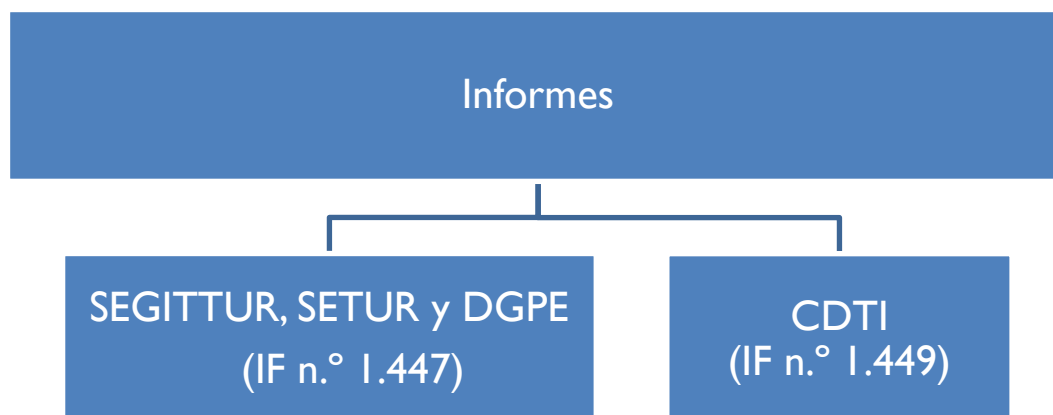 Informes
SEGITTUR, SETUR y DGPE
(IF n.º 1.447)
CDTI
(IF n.º 1.449)